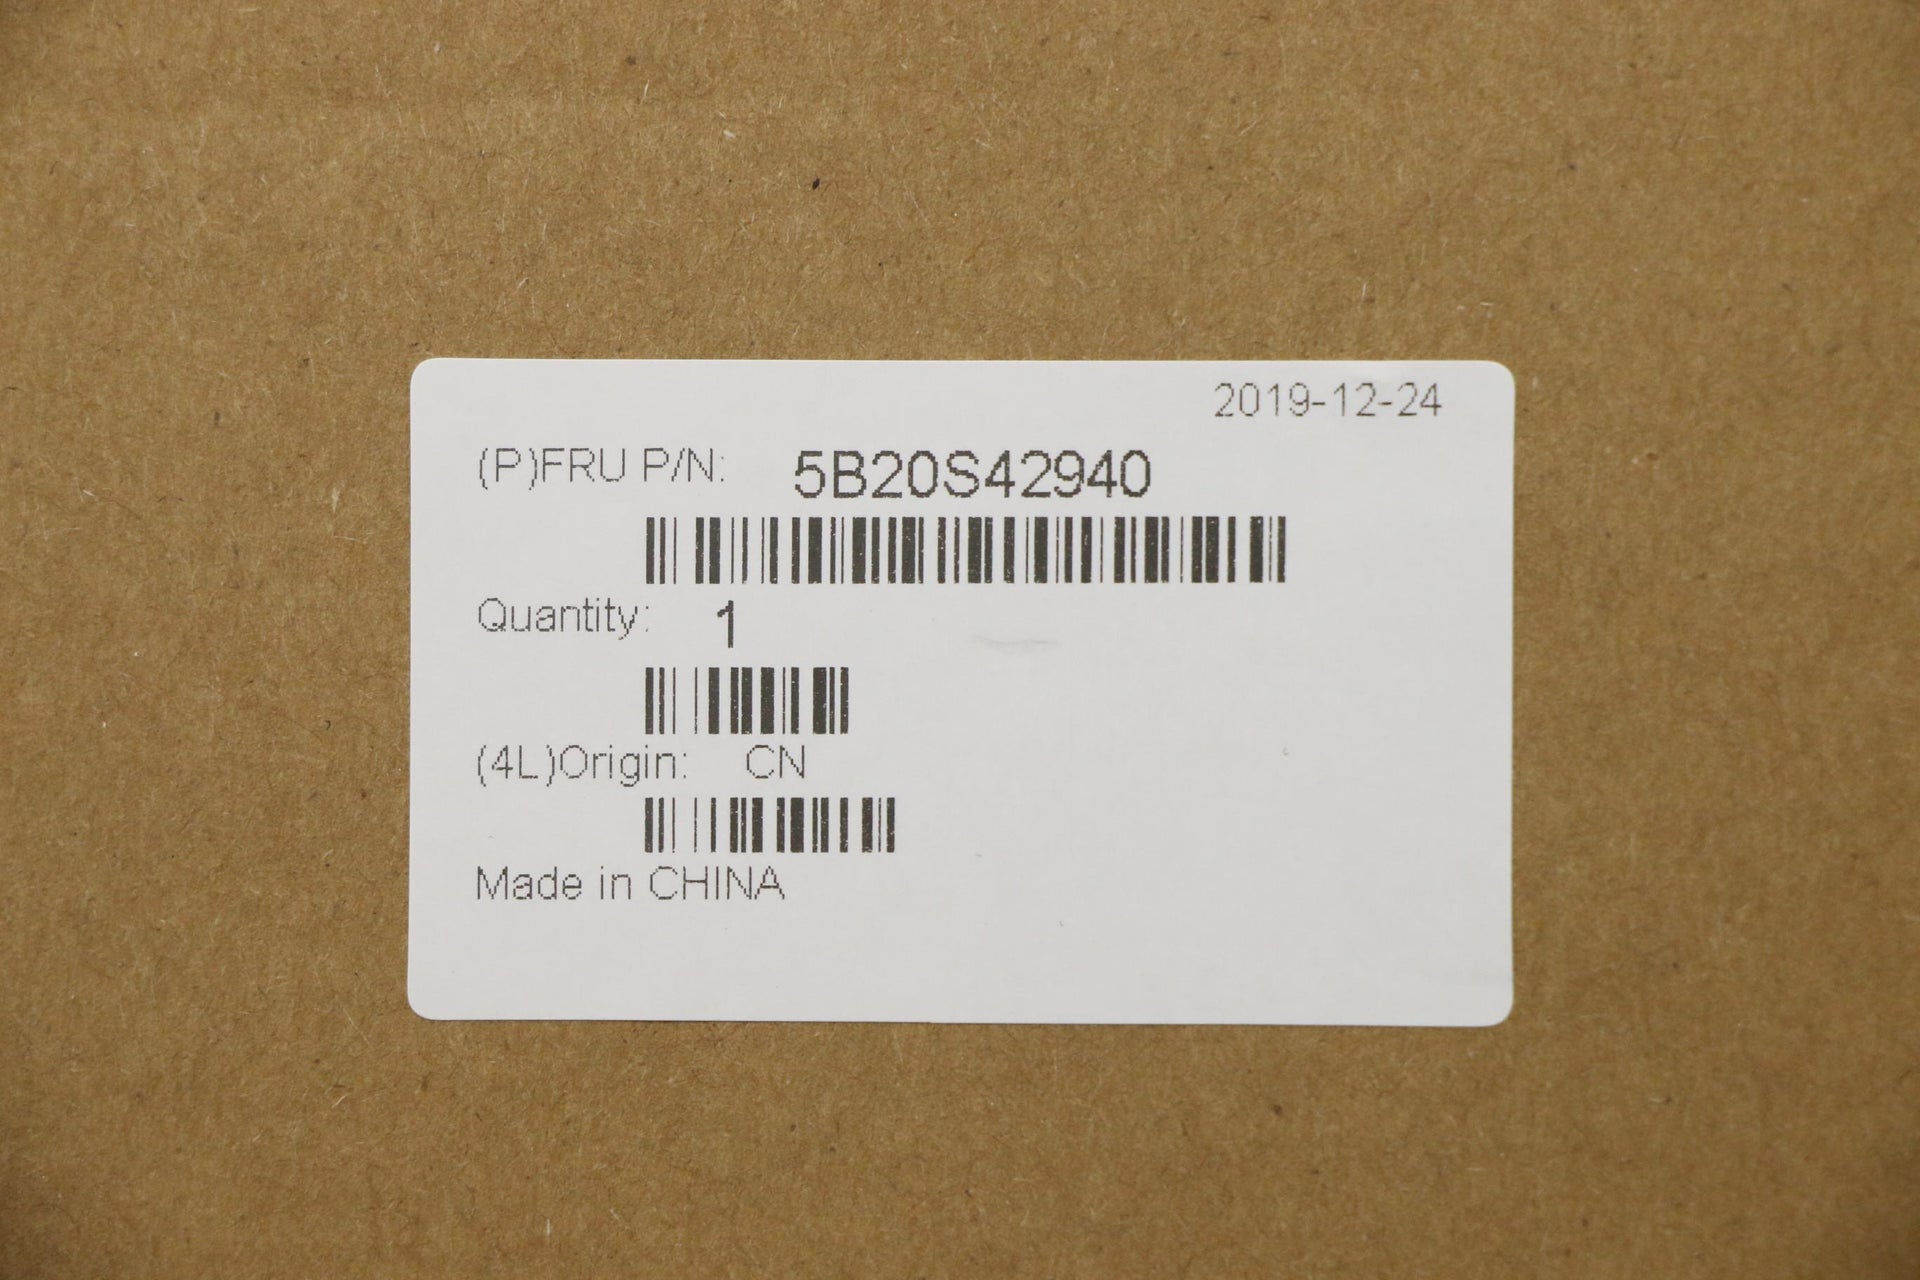 2019-12-24
(P)FRU P/N: 5B20S42940
Quantity: 1
(4L)Origin: CN
Made in CHINA